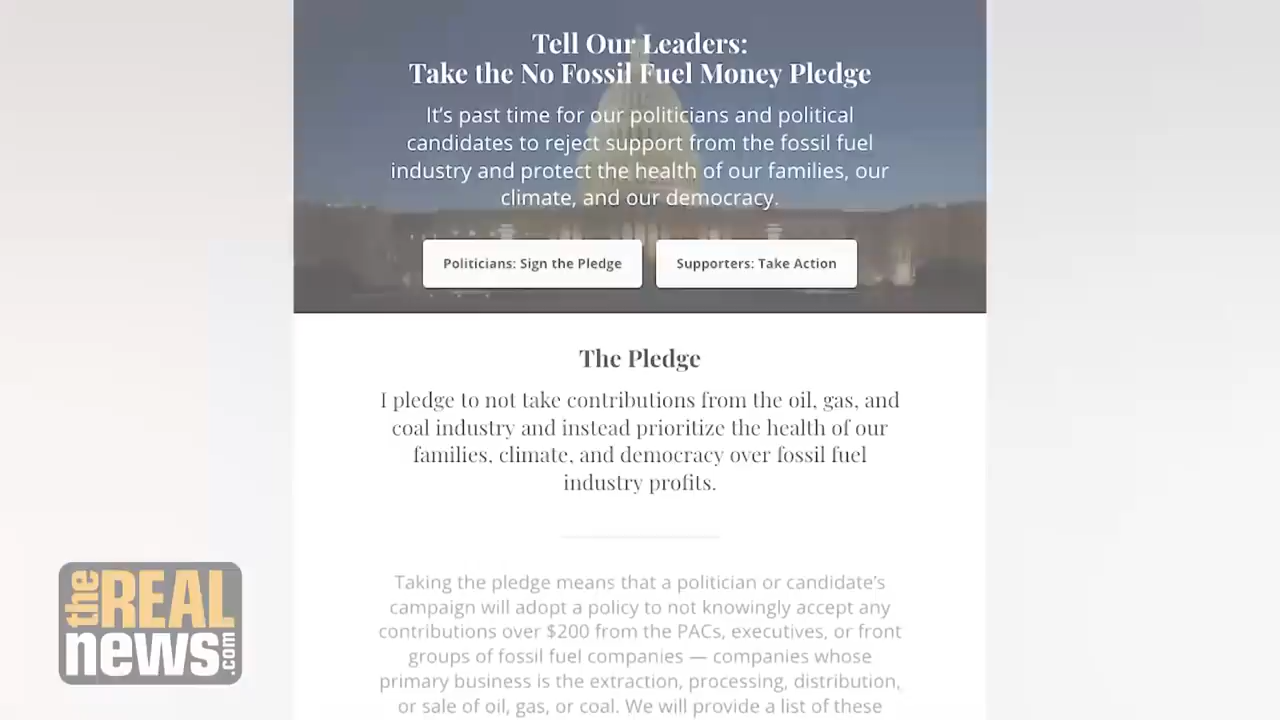 Tell Our Leaders:
Take the No Fossil Fuel Money Pledge
It's past time for our politicians and political
candidates to reject support from the fossil fuel
industry and protect the health of our families, our
climate, and our democracy.
Politicians: Sign the Pledge
Supporters: Take Action
The Pledge
I pledge to not take contributions from the oil, gas, and
coal industry and instead prioritize the health of our
families, climate, and democracy over fossil fuel
industry profits.
Taking the pledge means that a politician or candidate's
campaign will adopt a policy to not knowingly accept any
contributions over $200 from the PACs, executives, or front
groups of fossil fuel companies — companies whose
primary business is the extraction, processing, distribution,
or sale of oil, gas, or coal. We will provide a list of these
the REAL
news.com